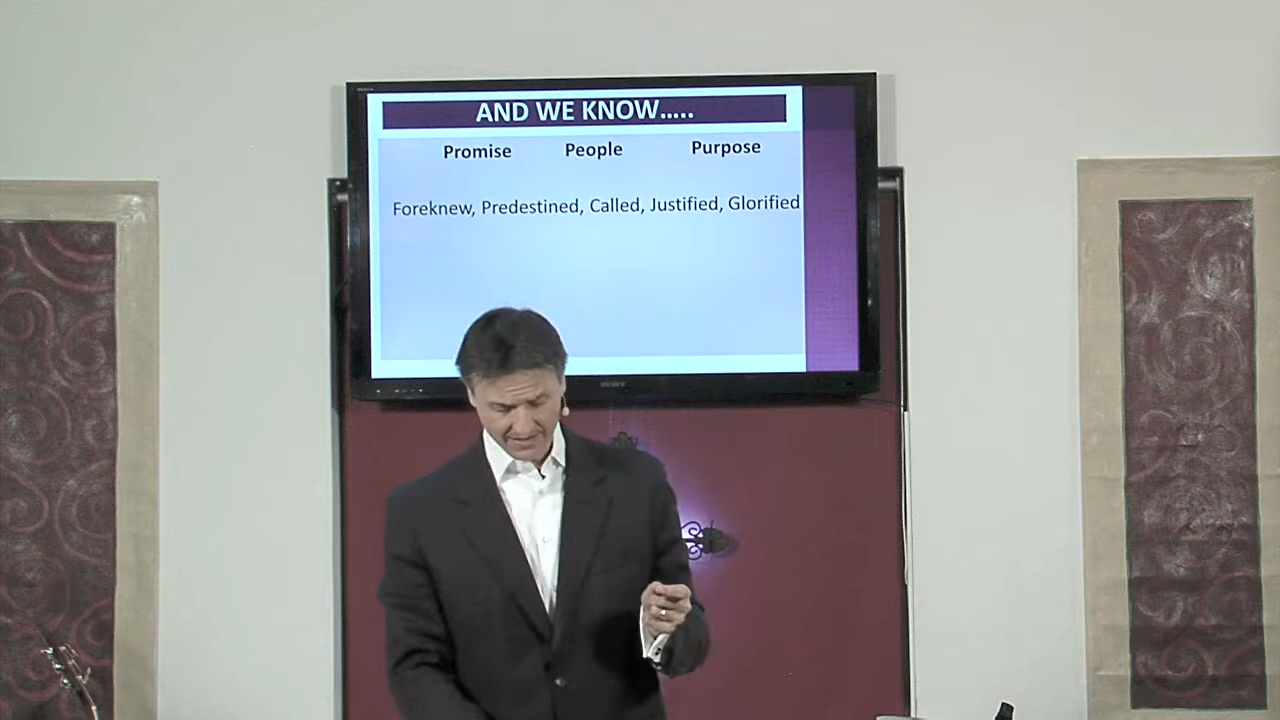 AND WE KNOW.....
Promise People Purpose
Foreknew, Predestined, Called, Justified, Glorified